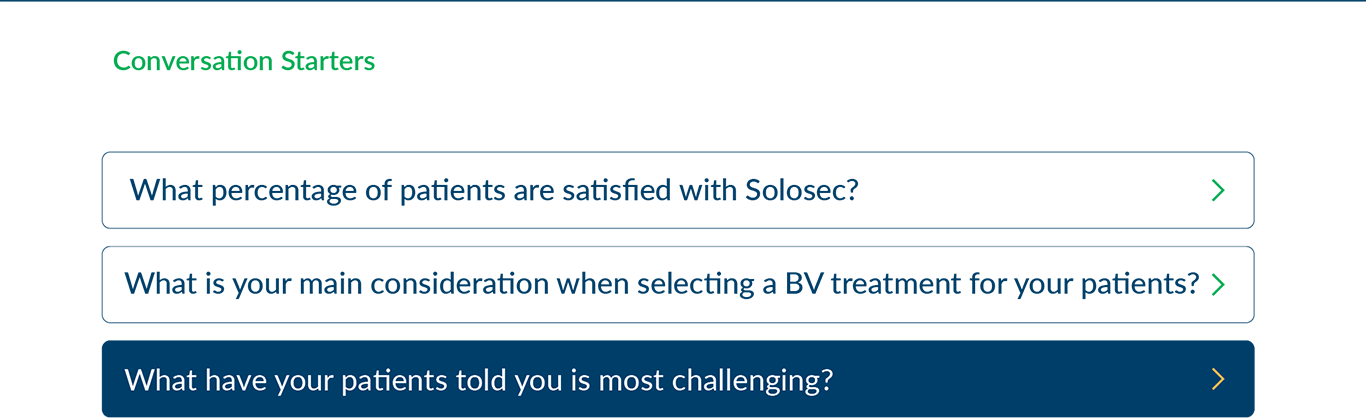 Conversation Starters
What percentage of patients are satisfied with Solosec?
What is your main consideration when selecting a BV treatment for your patients?
What have your patients told you is most challenging?